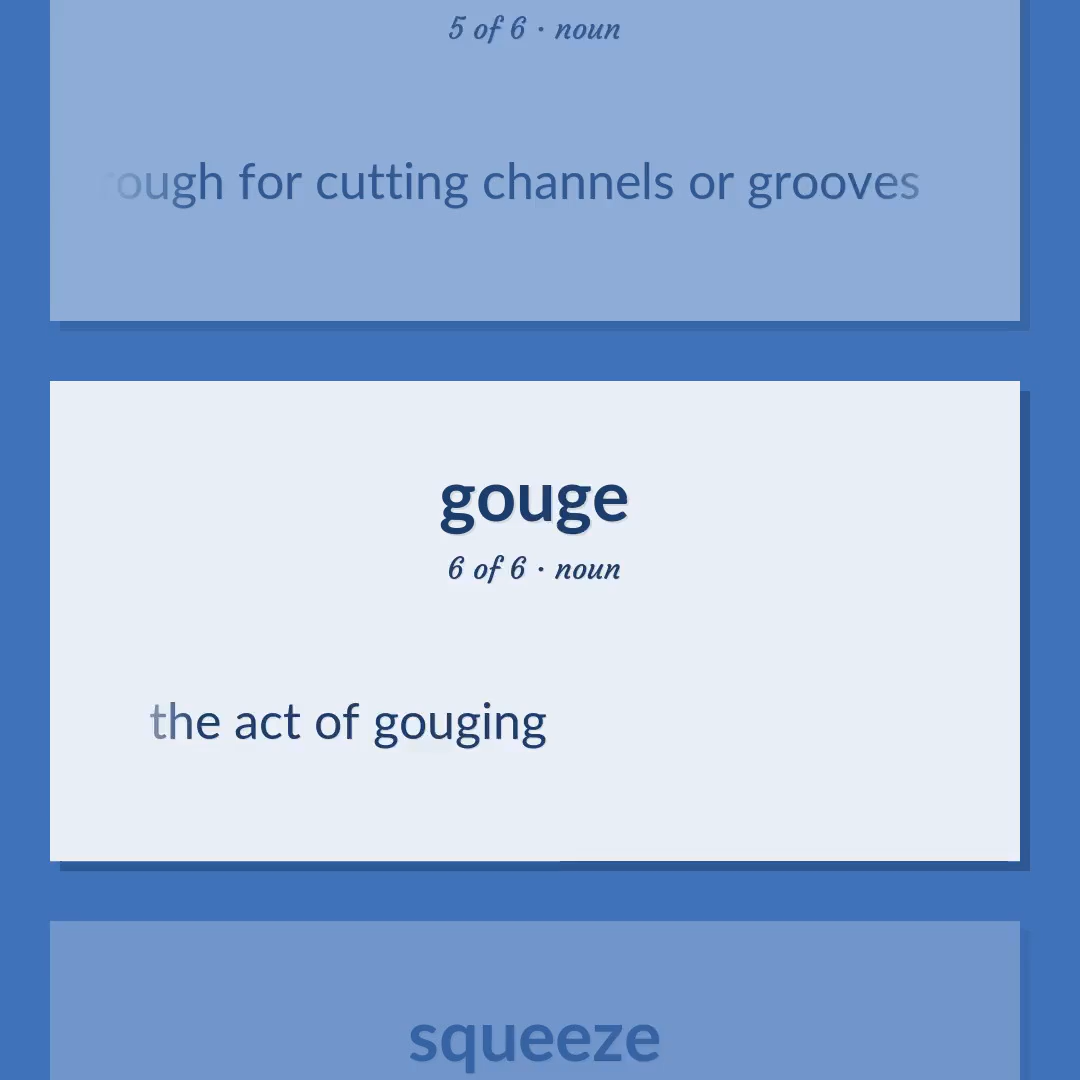 5 of 6 · noun
for cutting channels or grooves
gouge
6 of 6 · noun
the act of gouging
squeeze